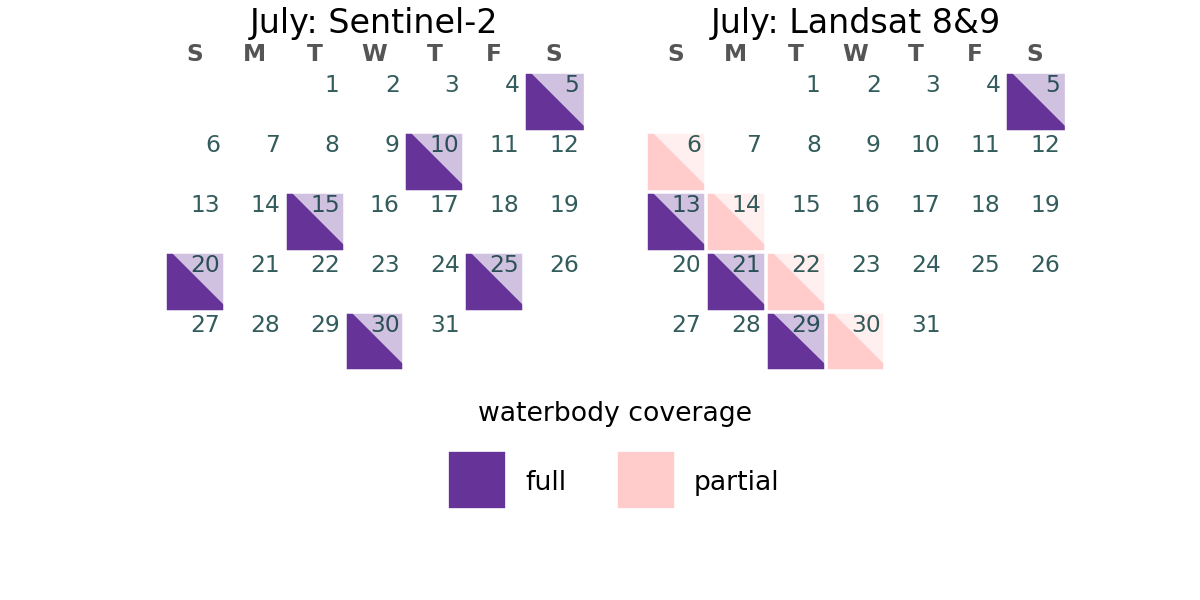 July: Sentinel-2
S M T W T F S
1 2 3 4 5
6 7 8 9 10 11 12
13 14 15 16 17 18 19
20 21 22 23 24 25 26
27 28 29 30 31
July: Landsat 8&9
S M T W T F S
1 2 3 4 5
6 7 8 9 10 11 12
13 14 15 16 17 18 19
20 21 22 23 24 25 26
27 28 29 30 31
waterbody coverage
full partial